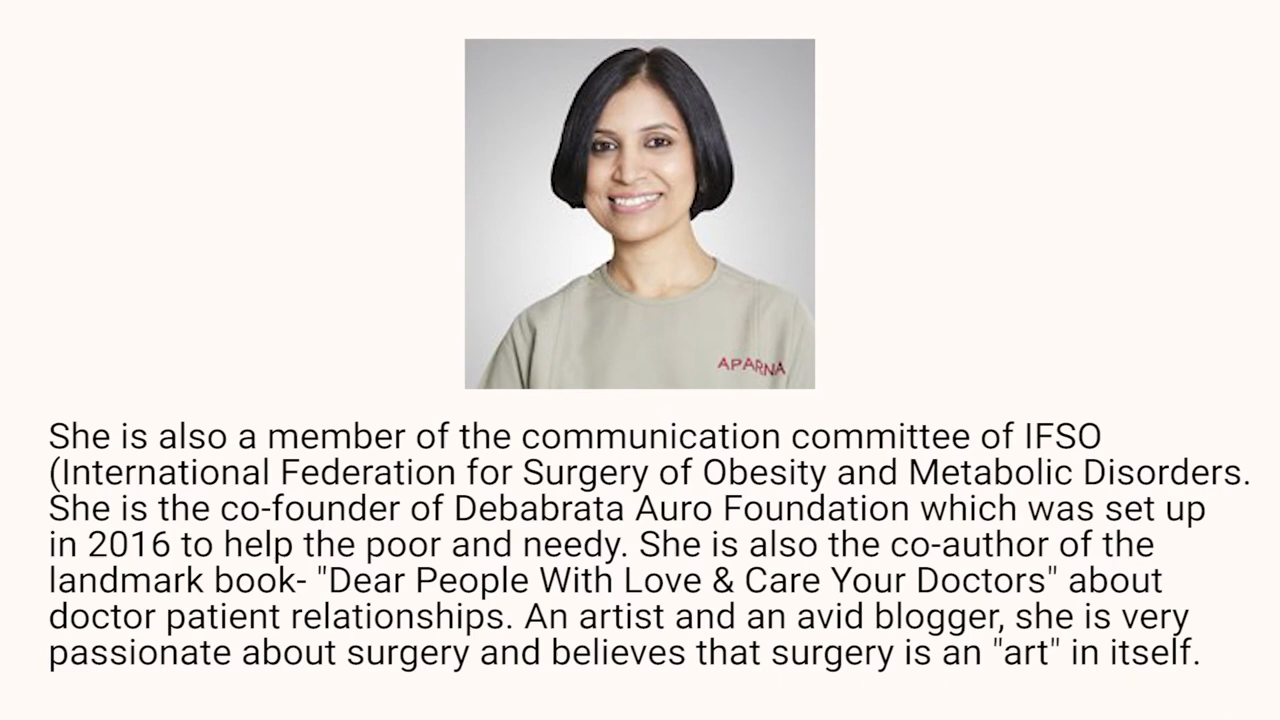 APARNA
She is also a member of the communication committee of IFSO
(International Federation for Surgery of Obesity and Metabolic Disorders.
She is the co-founder of Debabrata Auro Foundation which was set up
in 2016 to help the poor and needy. She is also the co-author of the
landmark book- "Dear People With Love & Care Your Doctors" about
doctor patient relationships. An artist and an avid blogger, she is very
passionate about surgery and believes that surgery is an "art" in itself.